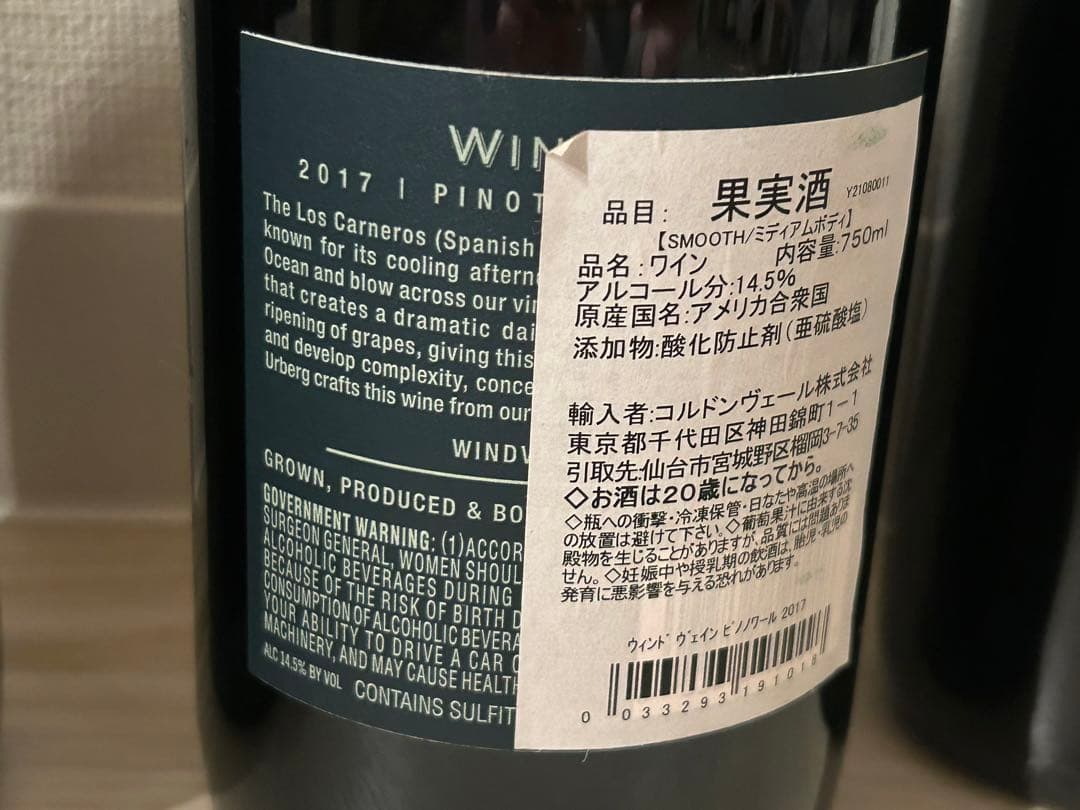 WIN
2017 | PINOT
The Los Carneros (Spanish
known for its cooling aftern
Ocean and blow across our vi
that creates a dramatic dai
ripening of grapes, giving this
and develop complexity, conce
Urberg crafts this wine from our
WINDV
GROWN, PRODUCED & BO
GOVERNMENT WARNING: (1)ACCOR
SURGEON GENERAL, WOMEN SHOUL
ALCOHOLIC BEVERAGES DURING
BECAUSE OF THE RISK OF BIRTH D
CONSUMPTION OF ALCOHOLIC BEVERA
YOUR ABILITY TO DRIVE A CAR O
MACHINERY, AND MAY CAUSE HEALTH
ALC 14.5% BY VOL CONTAINS SULFIT
品目: 果実酒 Y21080011
【SMOOTH/ミディアムボディ】
品名:ワイン 内容量:750ml
アルコール分:14.5%
原産国名:アメリカ合衆国
添加物:酸化防止剤(亜硫酸塩)
輸入者:コルドンヴェール株式会社
東京都千代田区神田錦町1-1
引取先:仙台市宮城野区榴岡3-7-35
◇お酒は20歳になってから。
◇瓶への衝撃・冷凍保管・日なたや高温の場所へ
の放置は避けて下さい。◇葡萄果汁に由来する沈
殿物を生じることがありますが、品質には問題ありま
せん。◇妊娠中や授乳期の飲酒は、胎児・乳児の
発育に悪影響を与える恐れがあります。
ウィンド ヴェイン ピノノワール 2017
0 033293 191018